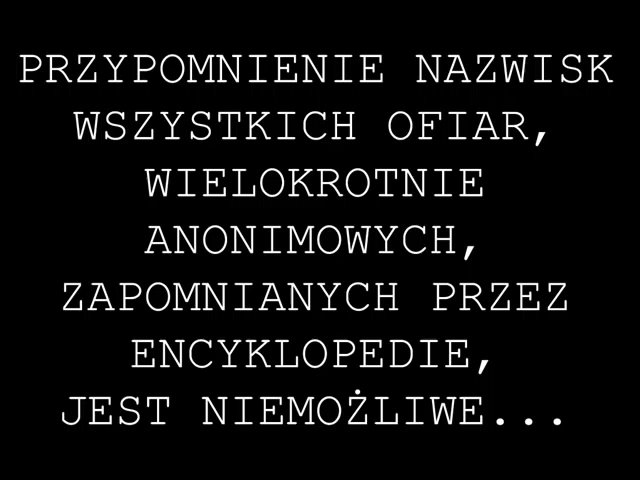 PRZYPOMNIENIE NAZWISK
WSZYSTKICH OFIAR,
WIELOKROTNIE
ANONIMOWYCH,
ZAPOMNIANYCH PRZEZ
ENCYKLOPEDIE,
JEST NIEMOŻLIWE...